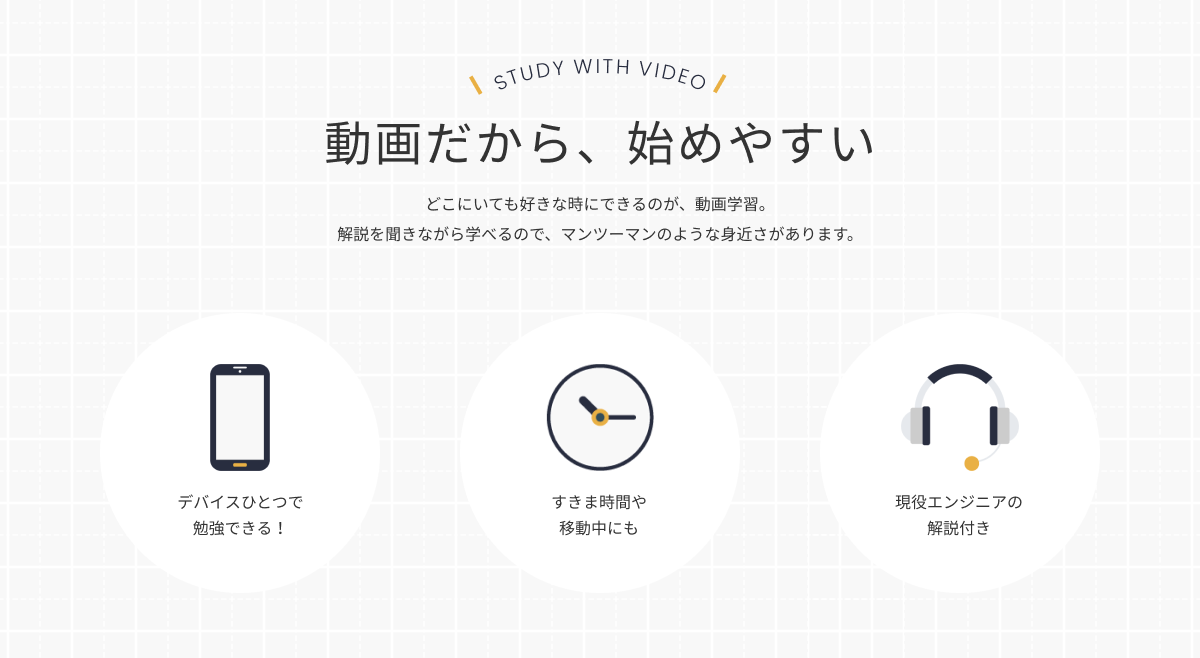 STUDY WITH VIDEO
動画だから、始めやすい
どこにいても好きな時にできるのが、動画学習。
解説を聞きながら学べるので、マンツーマンのような身近さがあります。
デバイスひとつで
勉強できる！
すきま時間や
移動中にも
現役エンジニアの
解説付き